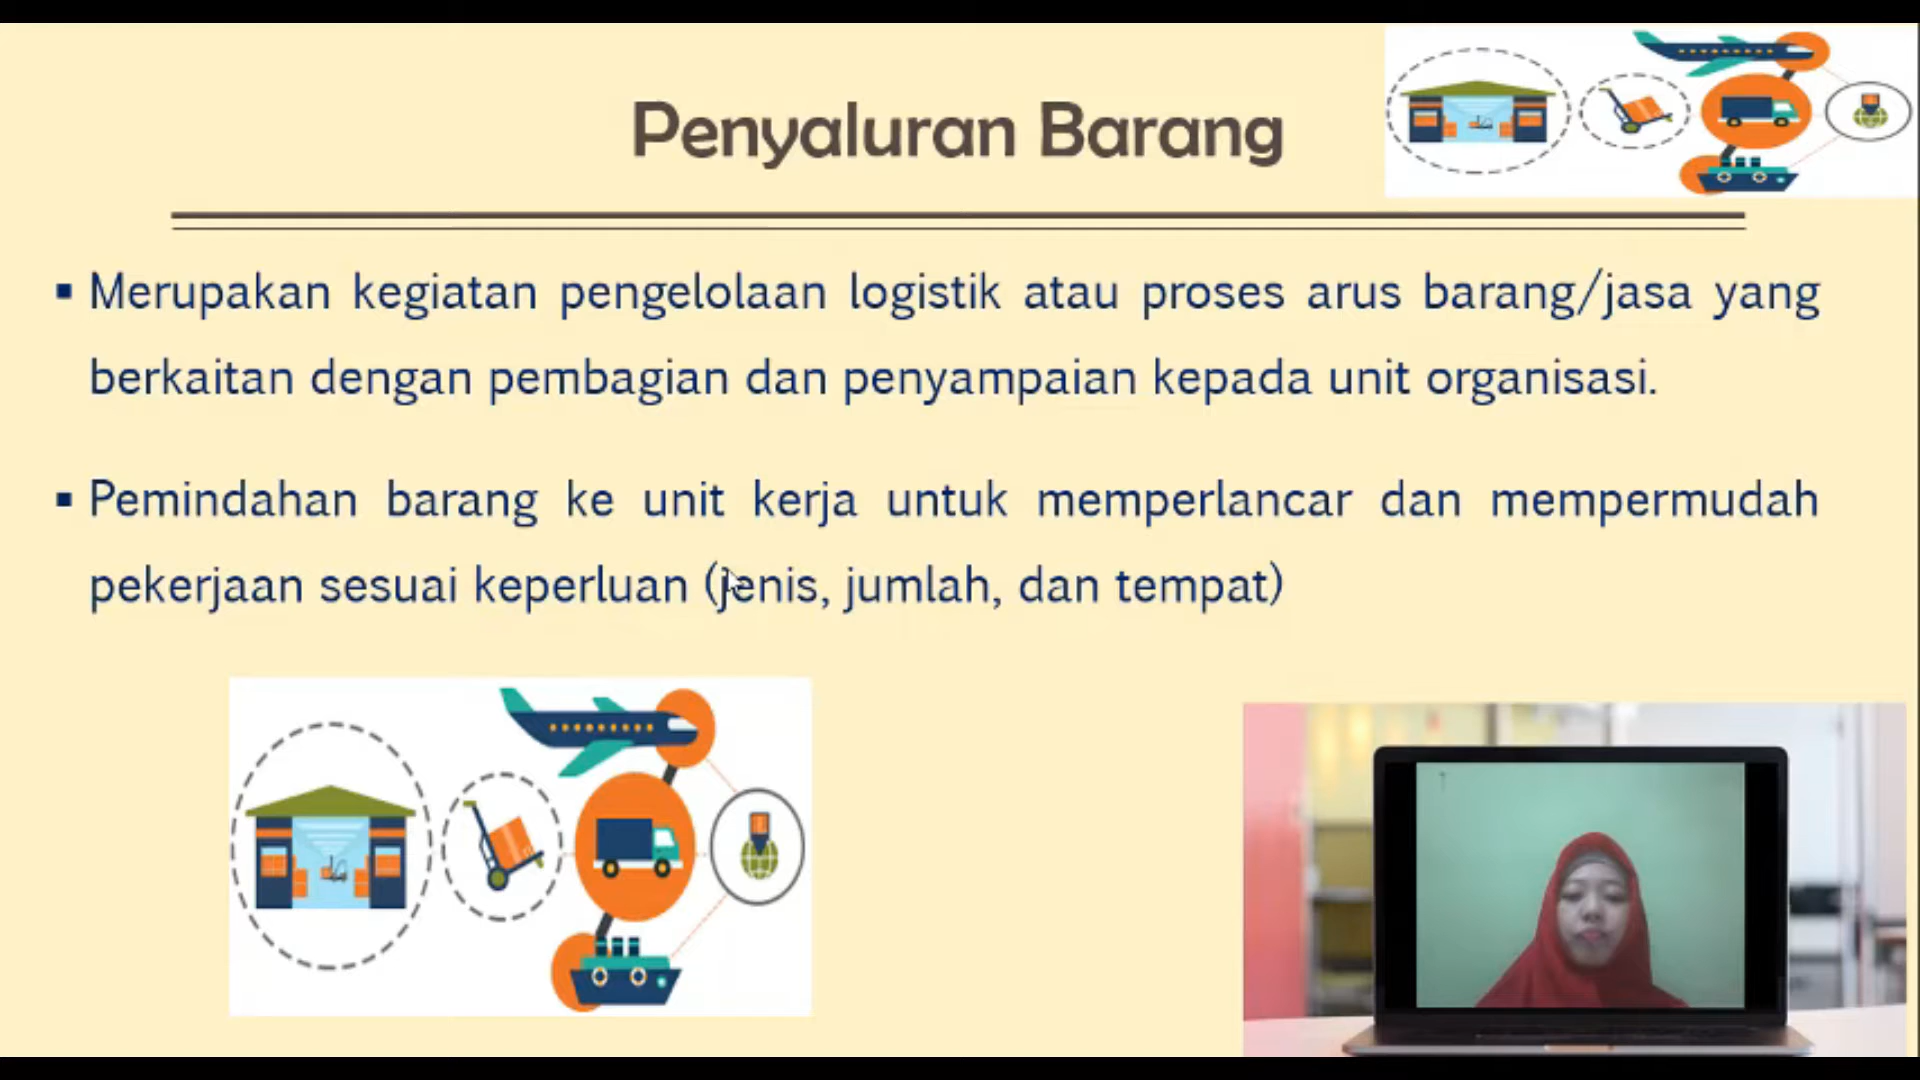 Penyaluran Barang
▪ Merupakan kegiatan pengelolaan logistik atau proses arus barang/jasa yang
berkaitan dengan pembagian dan penyampaian kepada unit organisasi.
▪ Pemindahan barang ke unit kerja untuk memperlancar dan mempermudah
pekerjaan sesuai keperluan (jenis, jumlah, dan tempat)